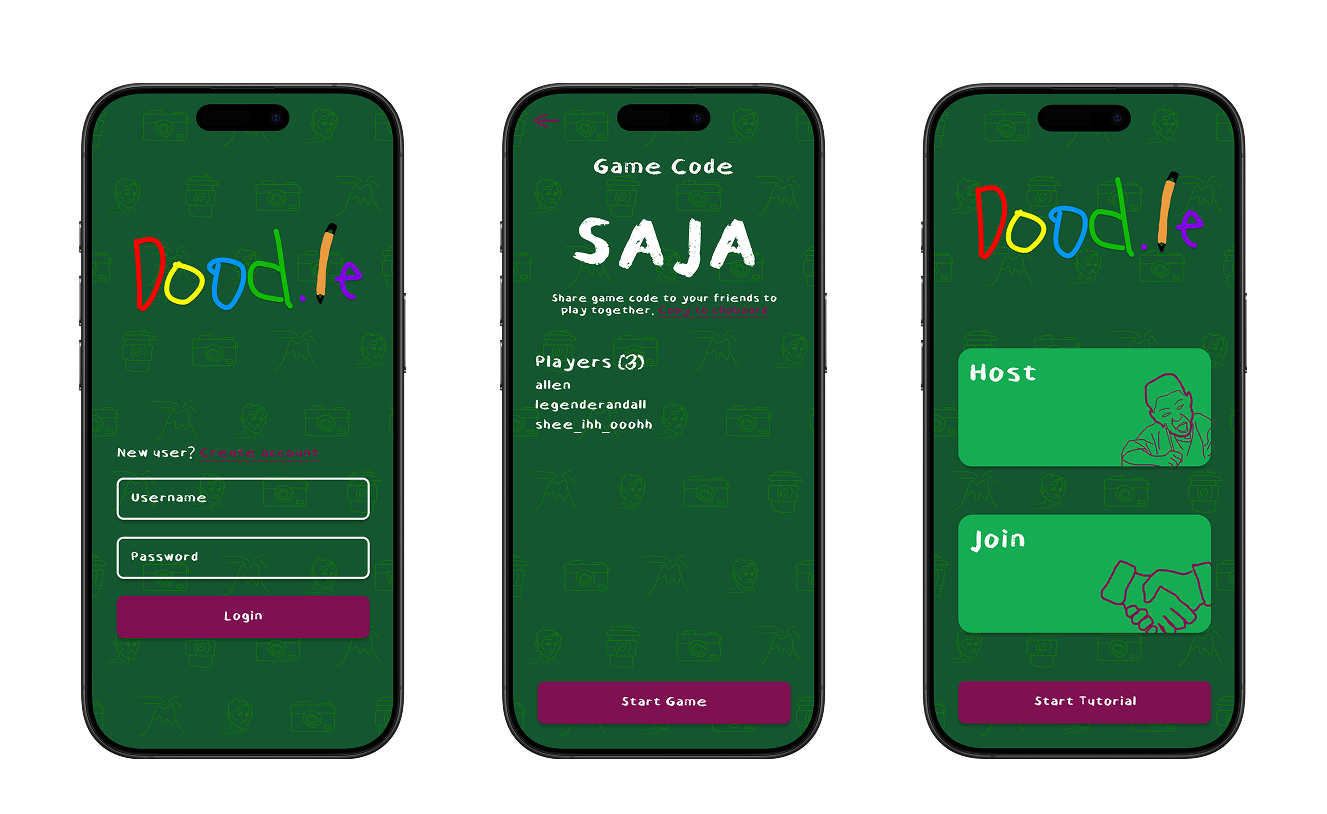 Dood.le
New user? Create account
Username
Password
Login
Game Code
SAJA
Share game code to your friends to
play together. Copy to clipboard
Players (3)
allen
legenderandall
shee_ihh_ooohh
Start Game
Dood.le
Host
Join
Start Tutorial